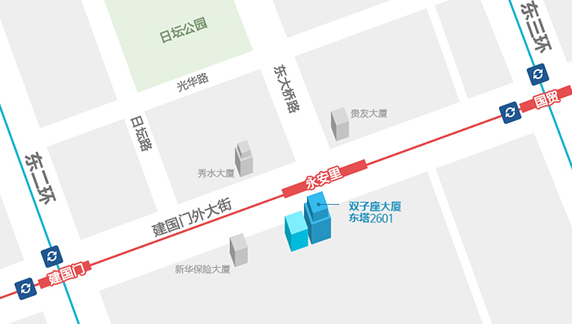 日坛公园
东三环
光华路
东大桥路
国贸
日坛路
贵友大厦
东二环
秀水大厦
永安里
建国门外大街
双子座大厦
东塔2601
建国门
新华保险大厦